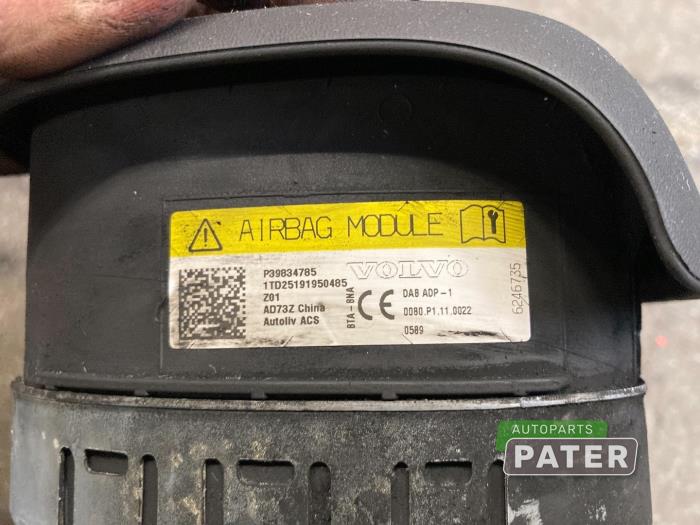 AIRBAG MODULE
P39834785
VOLVO
1TD25191950485
Z01
AD73Z China
Autoliv ACS
BTA-8NA
CE
DAB ADP-1
0080.P1.11.0022
0589
6246735
AUTOPARTS
PATER